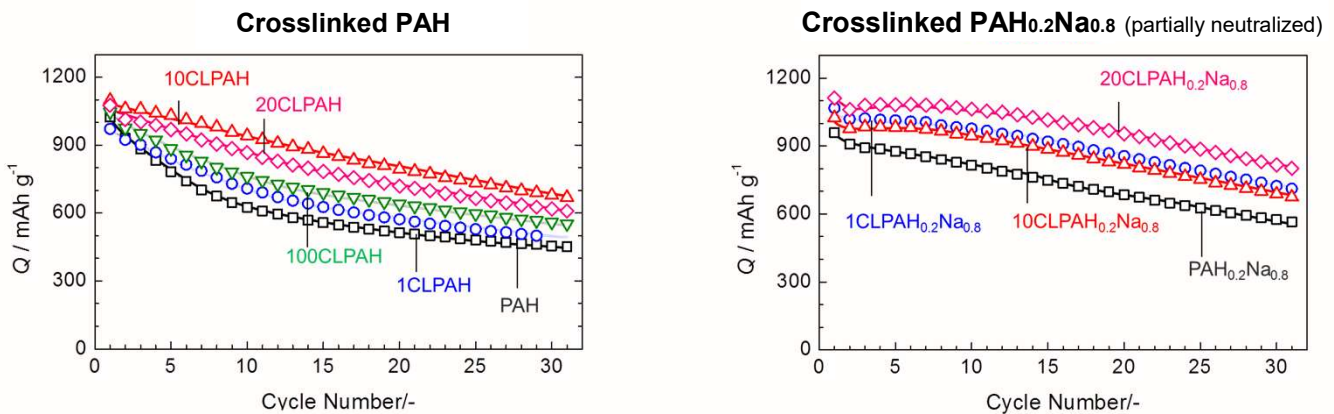 Crosslinked PAH
1200
900
600
300
0
Q / mAh g⁻¹
10CLPAH
20CLPAH
100CLPAH
1CLPAH
PAH
0 5 10 15 20 25 30
Cycle Number/-
Crosslinked PAH₀.₂Na₀.₈ (partially neutralized)
1200
900
600
300
0
Q / mAh g⁻¹
20CLPAH₀.₂Na₀.₈
1CLPAH₀.₂Na₀.₈
10CLPAH₀.₂Na₀.₈
PAH₀.₂Na₀.₈
0 5 10 15 20 25 30
Cycle Number/-